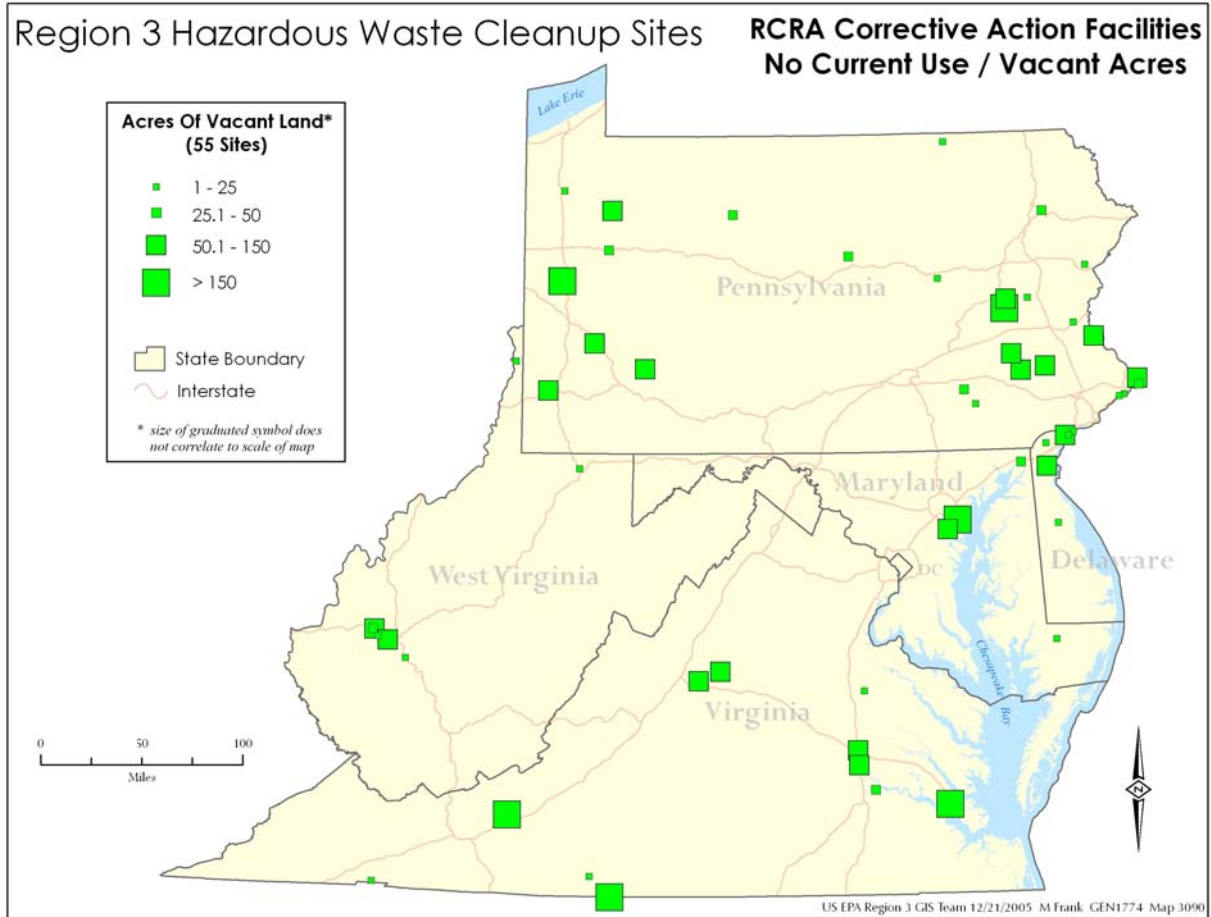 Region 3 Hazardous Waste Cleanup Sites
RCRA Corrective Action Facilities
No Current Use / Vacant Acres
Acres Of Vacant Land*
(55 Sites)
1 - 25
25.1 - 50
50.1 - 150
> 150
State Boundary
Interstate
* size of graduated symbol does
not correlate to scale of map
Lake Erie
Pennsylvania
Maryland
Delaware
DC
West Virginia
Chesapeake Bay
Virginia
0 50 100
Miles
N
US EPA Region 3 GIS Team 12/21/2005 M Frank GEN1774 Map 3090